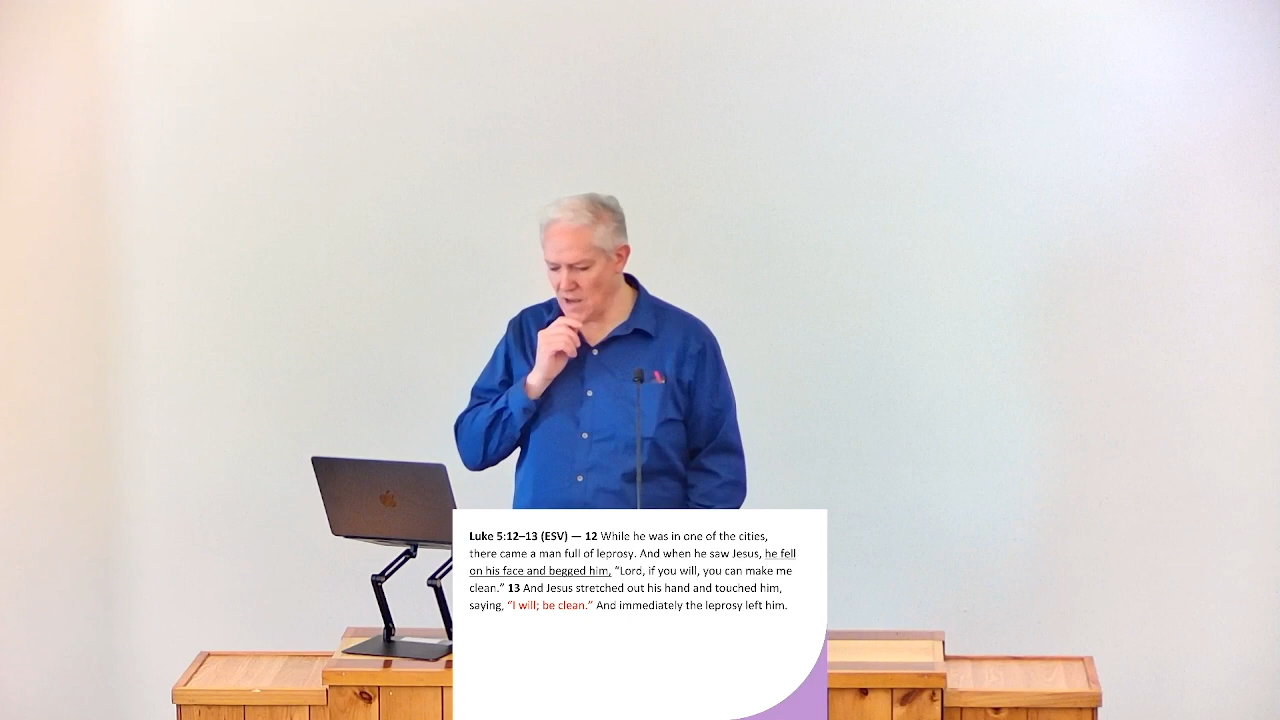 Luke 5:12–13 (ESV) — 12 While he was in one of the cities,
there came a man full of leprosy. And when he saw Jesus, he fell
on his face and begged him, “Lord, if you will, you can make me
clean.” 13 And Jesus stretched out his hand and touched him,
saying, “I will; be clean.” And immediately the leprosy left him.